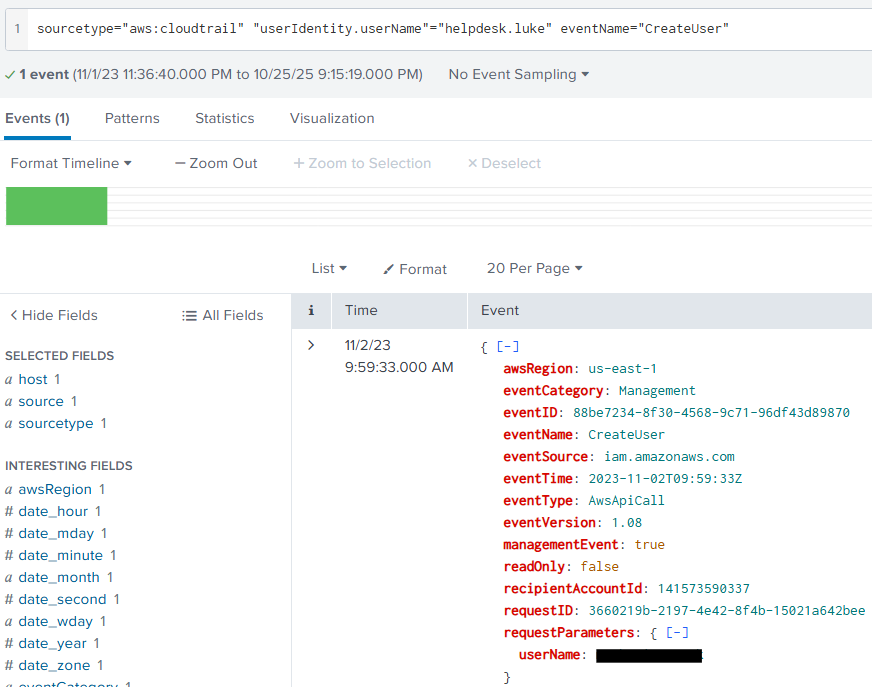 1 sourcetype="aws:cloudtrail" "userIdentity.userName"="helpdesk.luke" eventName="CreateUser"
✓ 1 event (11/1/23 11:36:40.000 PM to 10/25/25 9:15:19.000 PM) No Event Sampling
Events (1) Patterns Statistics Visualization
Format Timeline — Zoom Out + Zoom to Selection × Deselect
List Format 20 Per Page
< Hide Fields All Fields
i Time Event
SELECTED FIELDS
a host 1
a source 1
a sourcetype 1
INTERESTING FIELDS
a awsRegion 1
# date_hour 1
# date_mday 1
# date_minute 1
a date_month 1
# date_second 1
a date_wday 1
# date_year 1
# date_zone 1
a eventCategory 1
> 11/2/23
9:59:33.000 AM
{ [-]
awsRegion: us-east-1
eventCategory: Management
eventID: 88be7234-8f30-4568-9c71-96df43d89870
eventName: CreateUser
eventSource: iam.amazonaws.com
eventTime: 2023-11-02T09:59:33Z
eventType: AwsApiCall
eventVersion: 1.08
managementEvent: true
readOnly: false
recipientAccountId: 141573590337
requestID: 3660219b-2197-4e42-8f4b-15021a642bee
requestParameters: { [-]
userName:
}